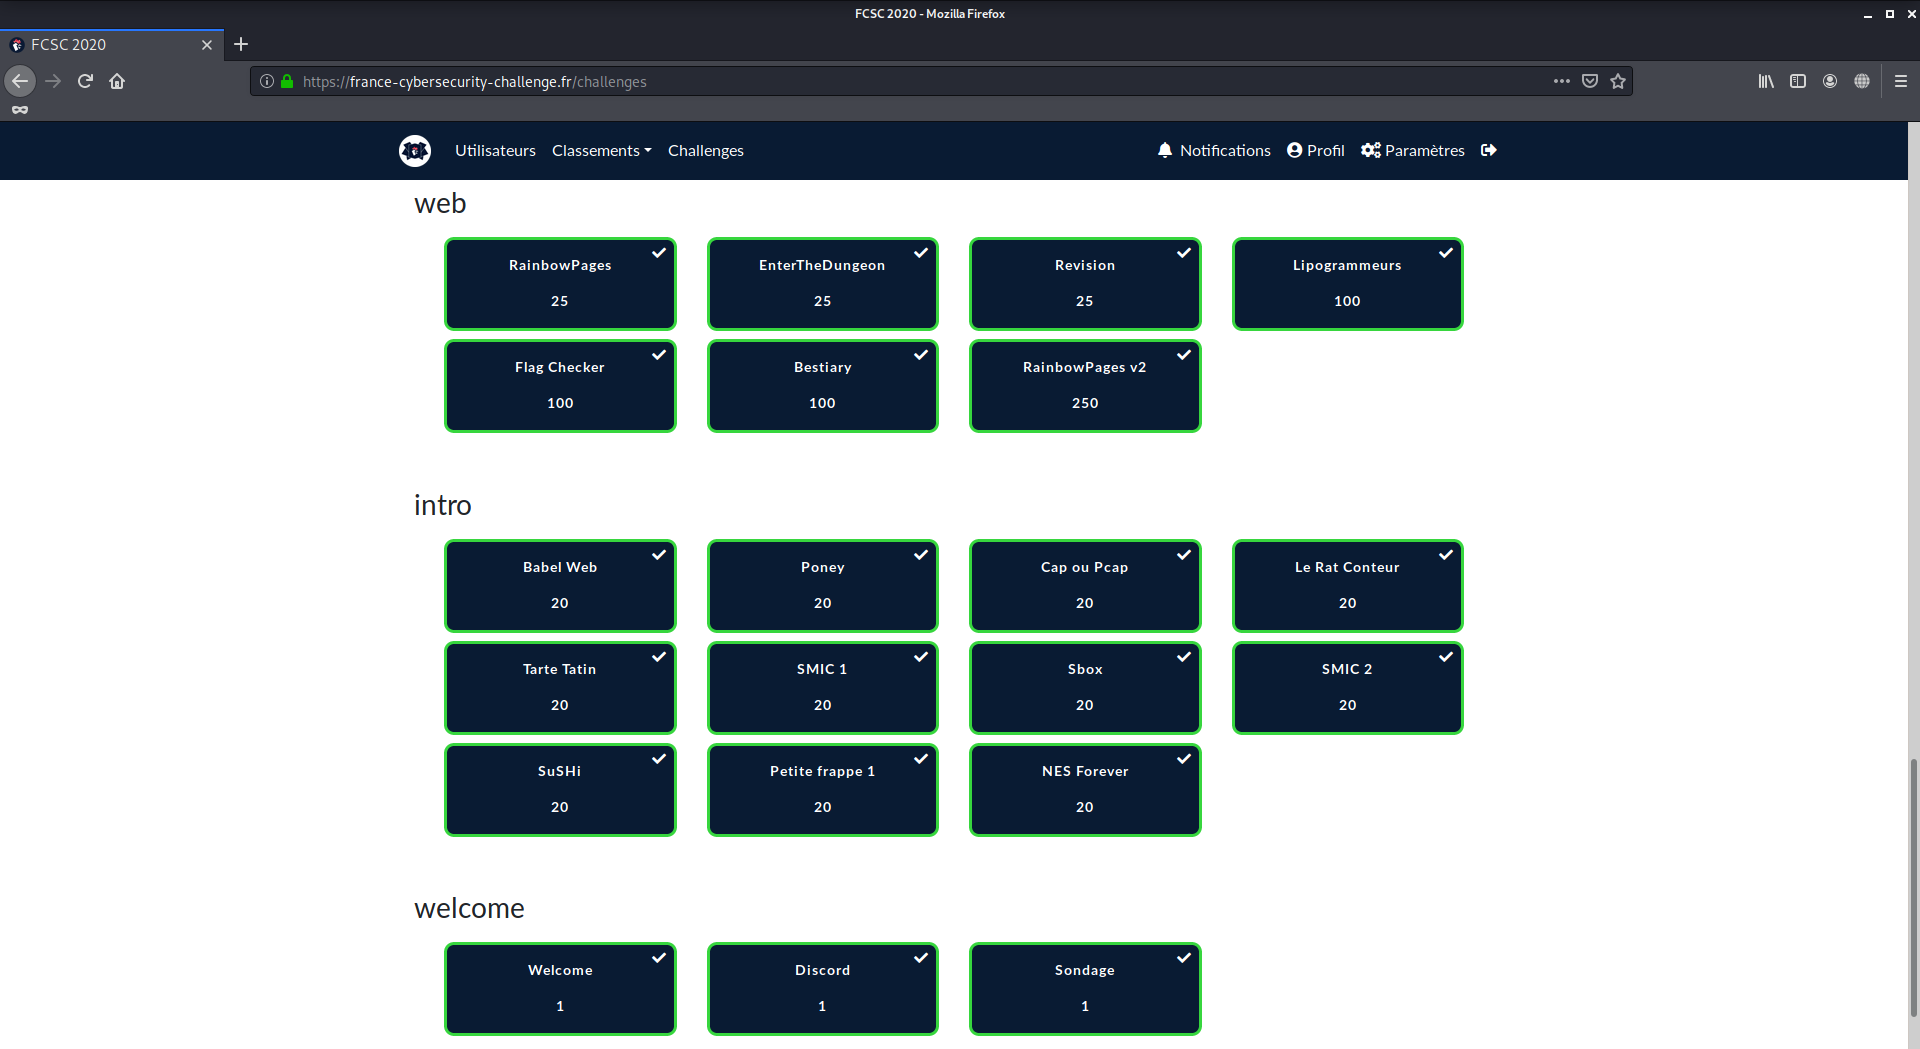 FCSC 2020 - Mozilla Firefox
FCSC 2020
https://france-cybersecurity-challenge.fr/challenges
Utilisateurs Classements Challenges Notifications Profil Paramètres
web
RainbowPages EnterTheDungeon Revision Lipogrammeurs
25 25 25 100
Flag Checker Bestiary RainbowPages v2
100 100 250
intro
Babel Web Poney Cap ou Pcap Le Rat Conteur
20 20 20 20
Tarte Tatin SMIC 1 Sbox SMIC 2
20 20 20 20
SuSHi Petite frappe 1 NES Forever
20 20 20
welcome
Welcome Discord Sondage
1 1 1